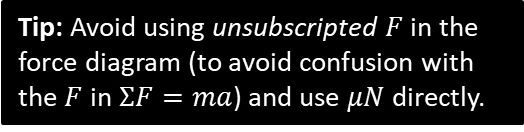 Tip: Avoid using unsubscripted F in the
force diagram (to avoid confusion with
the F in ΣF = ma) and use μN directly.